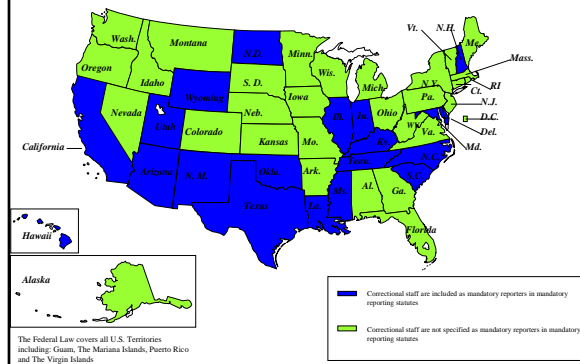 Vt.
N.H.
Me.
Wash.
Montana
N.D.
Minn.
Mass.
Oregon
Idaho
S. D.
Wis.
Mich.
N.Y.
RI
Wyoming
Iowa
Pa.
Ct.
N.J.
Nevada
Utah
Neb.
Ill.
In.
Ohio
D.C.
Colorado
WV
Va.
Del.
California
Kansas
Mo.
Ky.
Md.
Arizona
N. M.
Okla.
Ark.
Tenn.
N.C.
S.C.
Texas
La.
Ms.
Al.
Ga.
Florida
Hawaii
Alaska
Correctional staff are included as mandatory reporters in mandatory
reporting statutes
Correctional staff are not specified as mandatory reporters in mandatory
reporting statutes
The Federal Law covers all U.S. Territories
including: Guam, The Mariana Islands, Puerto Rico
and The Virgin Islands